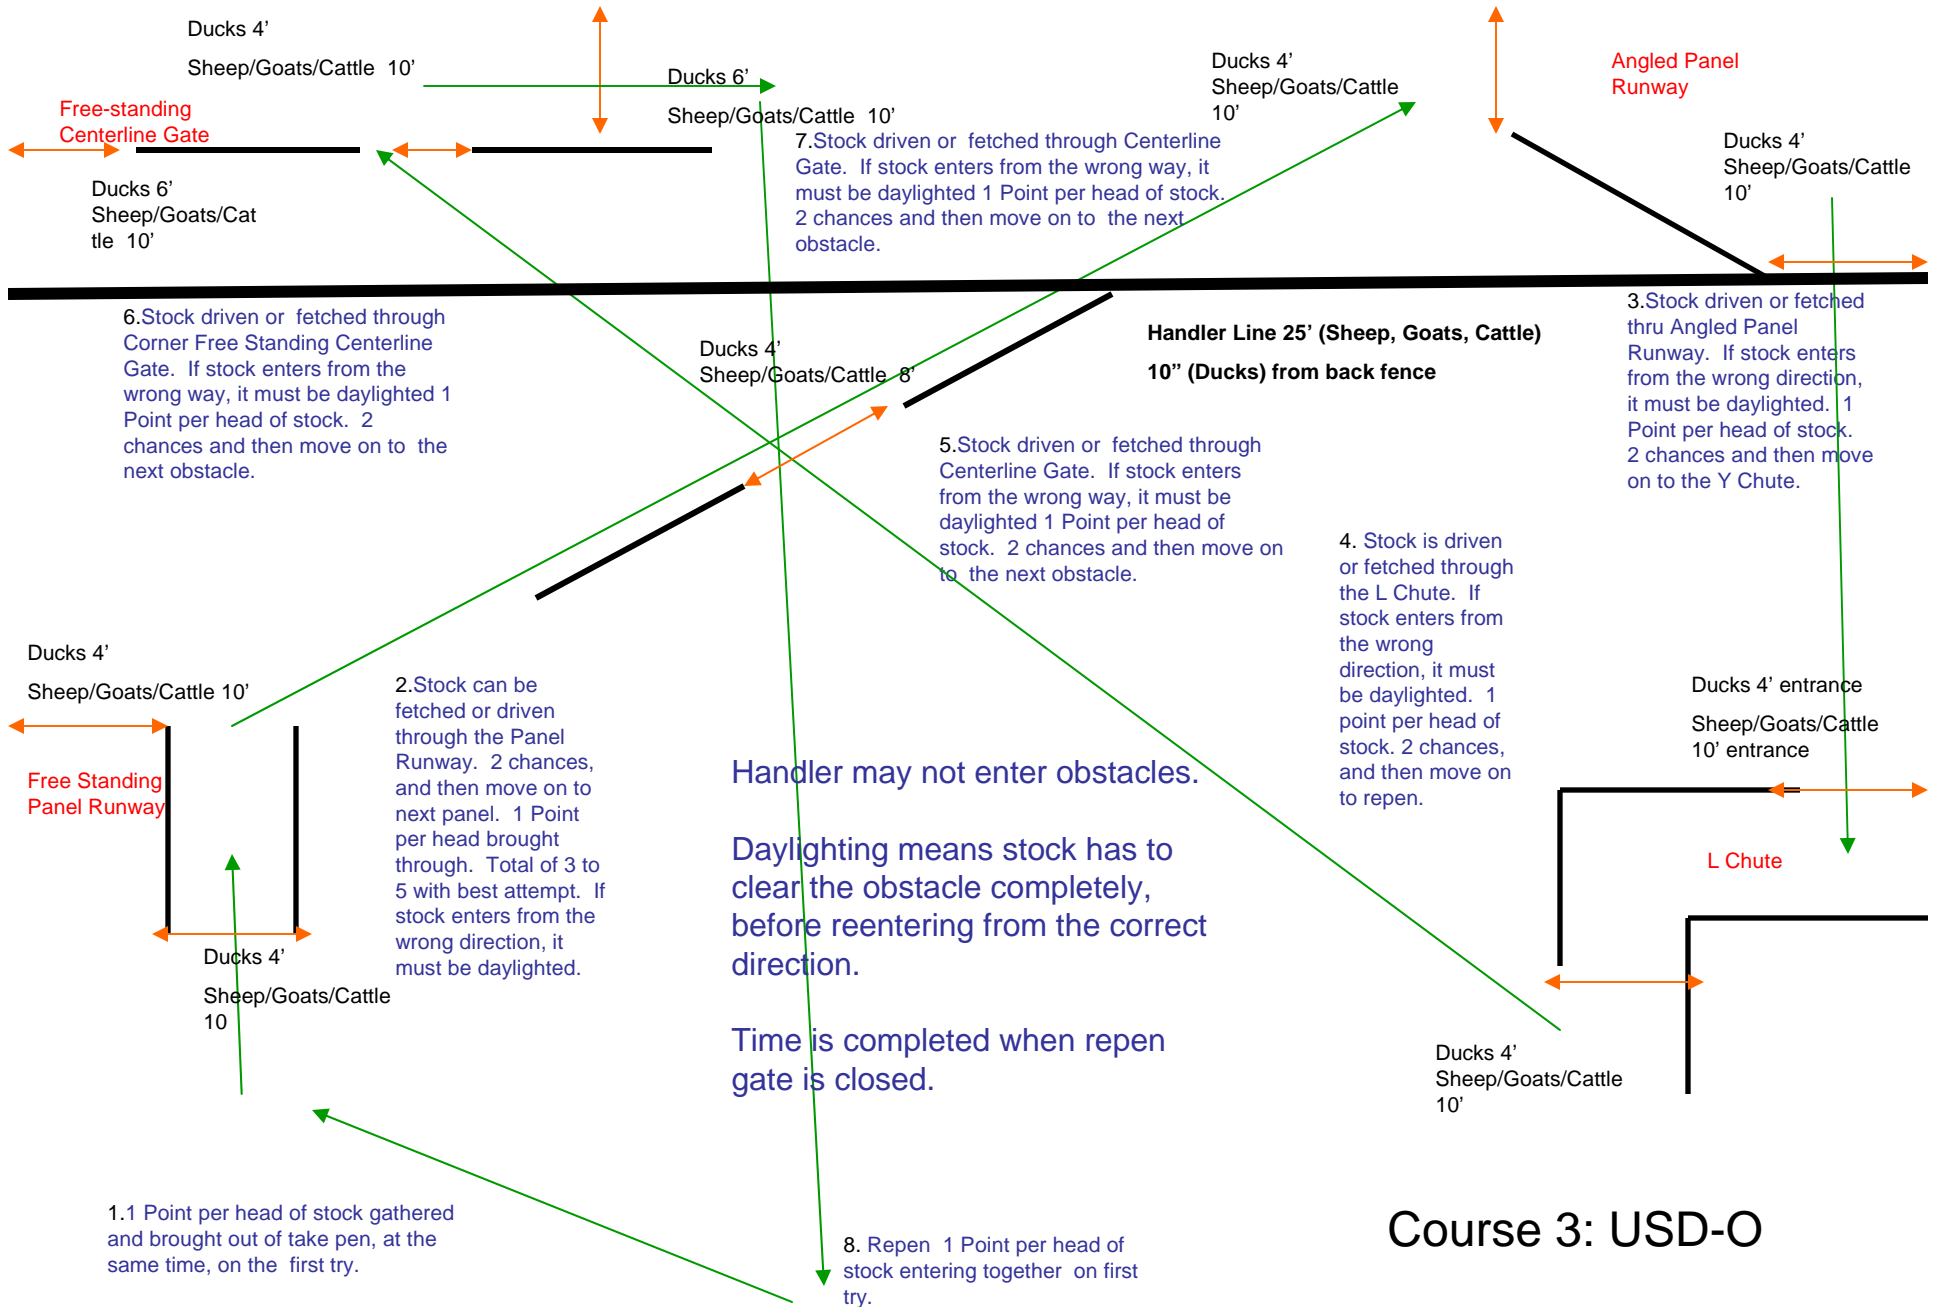 Ducks 4’
Sheep/Goats/Cattle 10’
Free-standing
Centerline Gate
Ducks 6’
Sheep/Goats/Cattle 10’
Ducks 4’
Sheep/Goats/Cattle
10’
Angled Panel
Runway
Ducks 4’
Sheep/Goats/Cattle
10’
Ducks 6’
Sheep/Goats/Cat
tle 10’
7.Stock driven or fetched through Centerline
Gate. If stock enters from the wrong way, it
must be daylighted 1 Point per head of stock.
2 chances and then move on to the next
obstacle.
6.Stock driven or fetched through
Corner Free Standing Centerline
Gate. If stock enters from the
wrong way, it must be daylighted 1
Point per head of stock. 2
chances and then move on to the
next obstacle.
Ducks 4’
Sheep/Goats/Cattle 8’
Handler Line 25’ (Sheep, Goats, Cattle)
10” (Ducks) from back fence
3.Stock driven or fetched
thru Angled Panel
Runway. If stock enters
from the wrong direction,
it must be daylighted. 1
Point per head of stock.
2 chances and then move
on to the Y Chute.
5.Stock driven or fetched through
Centerline Gate. If stock enters
from the wrong way, it must be
daylighted 1 Point per head of
stock. 2 chances and then move on
to the next obstacle.
4. Stock is driven
or fetched through
the L Chute. If
stock enters from
the wrong
direction, it must
be daylighted. 1
point per head of
stock. 2 chances,
and then move on
to repen.
Ducks 4’
Sheep/Goats/Cattle 10’
Free Standing
Panel Runway
2.Stock can be
fetched or driven
through the Panel
Runway. 2 chances,
and then move on to
next panel. 1 Point
per head brought
through. Total of 3 to
5 with best attempt. If
stock enters from the
wrong direction, it
must be daylighted.
Ducks 4’ entrance
Sheep/Goats/Cattle
10’ entrance
L Chute
Handler may not enter obstacles.
Daylighting means stock has to
clear the obstacle completely,
before reentering from the correct
direction.
Time is completed when repen
gate is closed.
Ducks 4’
Sheep/Goats/Cattle
10
Ducks 4’
Sheep/Goats/Cattle
10’
1.1 Point per head of stock gathered
and brought out of take pen, at the
same time, on the first try.
8. Repen 1 Point per head of
stock entering together on first
try.
Course 3: USD-O